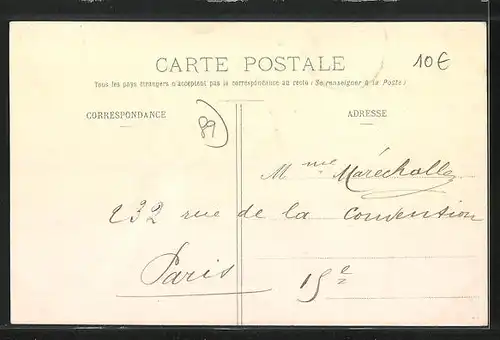 CARTE POSTALE
10€
Tous les pays étrangers n'acceptent pas la correspondance au recto (Se renseigner à la Poste)
CORRESPONDANCE
89
ADRESSE
Mme Maréchalle
232 rue de la Convention
Paris 15e